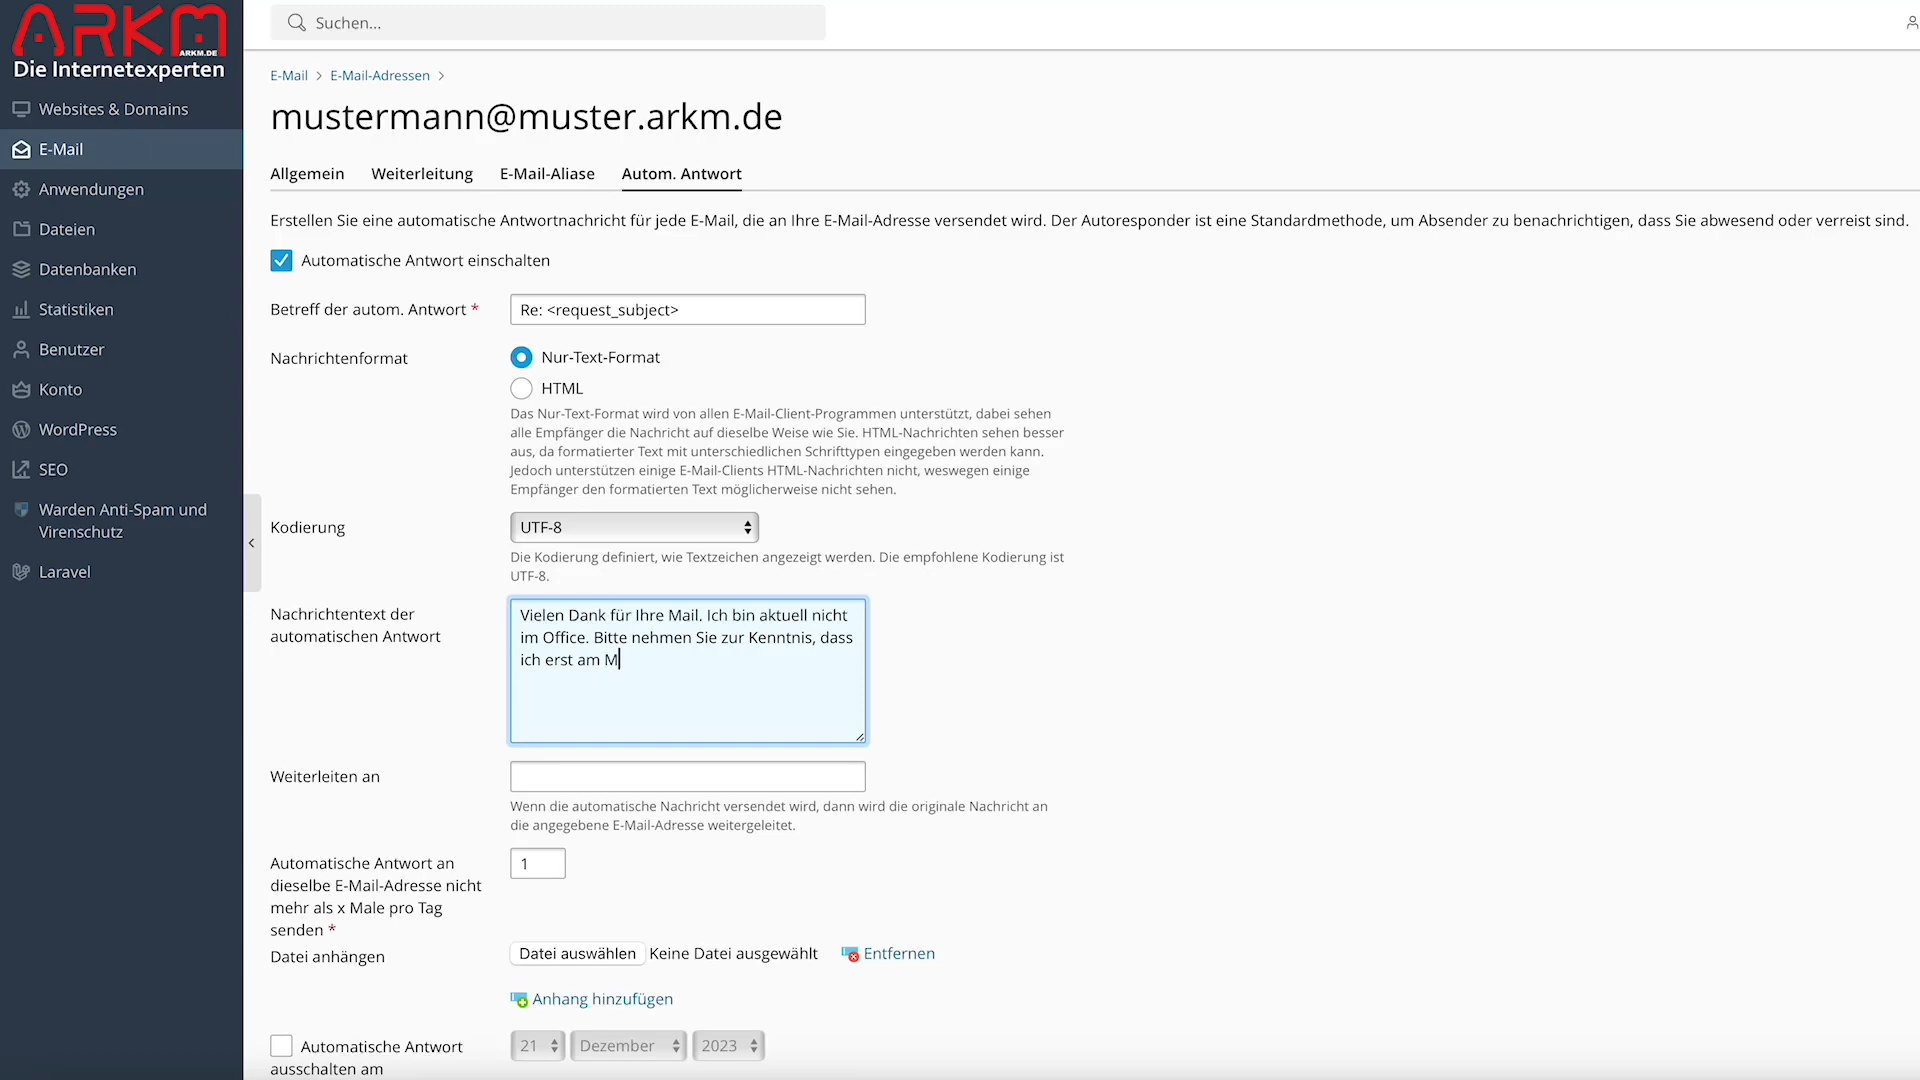 ARKM
ARKM.DE
Die Internetexperten
Websites & Domains
E-Mail
Anwendungen
Dateien
Datenbanken
Statistiken
Benutzer
Konto
WordPress
SEO
Warden Anti-Spam und
Virenschutz
Laravel
Suchen...
E-Mail > E-Mail-Adressen >
mustermann@muster.arkm.de
Allgemein Weiterleitung E-Mail-Aliase Autom. Antwort
Erstellen Sie eine automatische Antwortnachricht für jede E-Mail, die an Ihre E-Mail-Adresse versendet wird. Der Autoresponder ist eine Standardmethode, um Absender zu benachrichtigen, dass Sie abwesend oder verreist sind.
Automatische Antwort einschalten
Betreff der autom. Antwort * Re: <request_subject>
Nachrichtenformat Nur-Text-Format
HTML
Das Nur-Text-Format wird von allen E-Mail-Client-Programmen unterstützt, dabei sehen
alle Empfänger die Nachricht auf dieselbe Weise wie Sie. HTML-Nachrichten sehen besser
aus, da formatierter Text mit unterschiedlichen Schrifttypen eingegeben werden kann.
Jedoch unterstützen einige E-Mail-Clients HTML-Nachrichten nicht, weswegen einige
Empfänger den formatierten Text möglicherweise nicht sehen.
Kodierung UTF-8
Die Kodierung definiert, wie Textzeichen angezeigt werden. Die empfohlene Kodierung ist
UTF-8.
Nachrichtentext der
automatischen Antwort
Vielen Dank für Ihre Mail. Ich bin aktuell nicht
im Office. Bitte nehmen Sie zur Kenntnis, dass
ich erst am M
Weiterleiten an
Wenn die automatische Nachricht versendet wird, dann wird die originale Nachricht an
die angegebene E-Mail-Adresse weitergeleitet.
Automatische Antwort an
dieselbe E-Mail-Adresse nicht
mehr als x Male pro Tag
senden *
1
Datei anhängen Datei auswählen Keine Datei ausgewählt Entfernen
Anhang hinzufügen
Automatische Antwort
ausschalten am
21 Dezember 2023